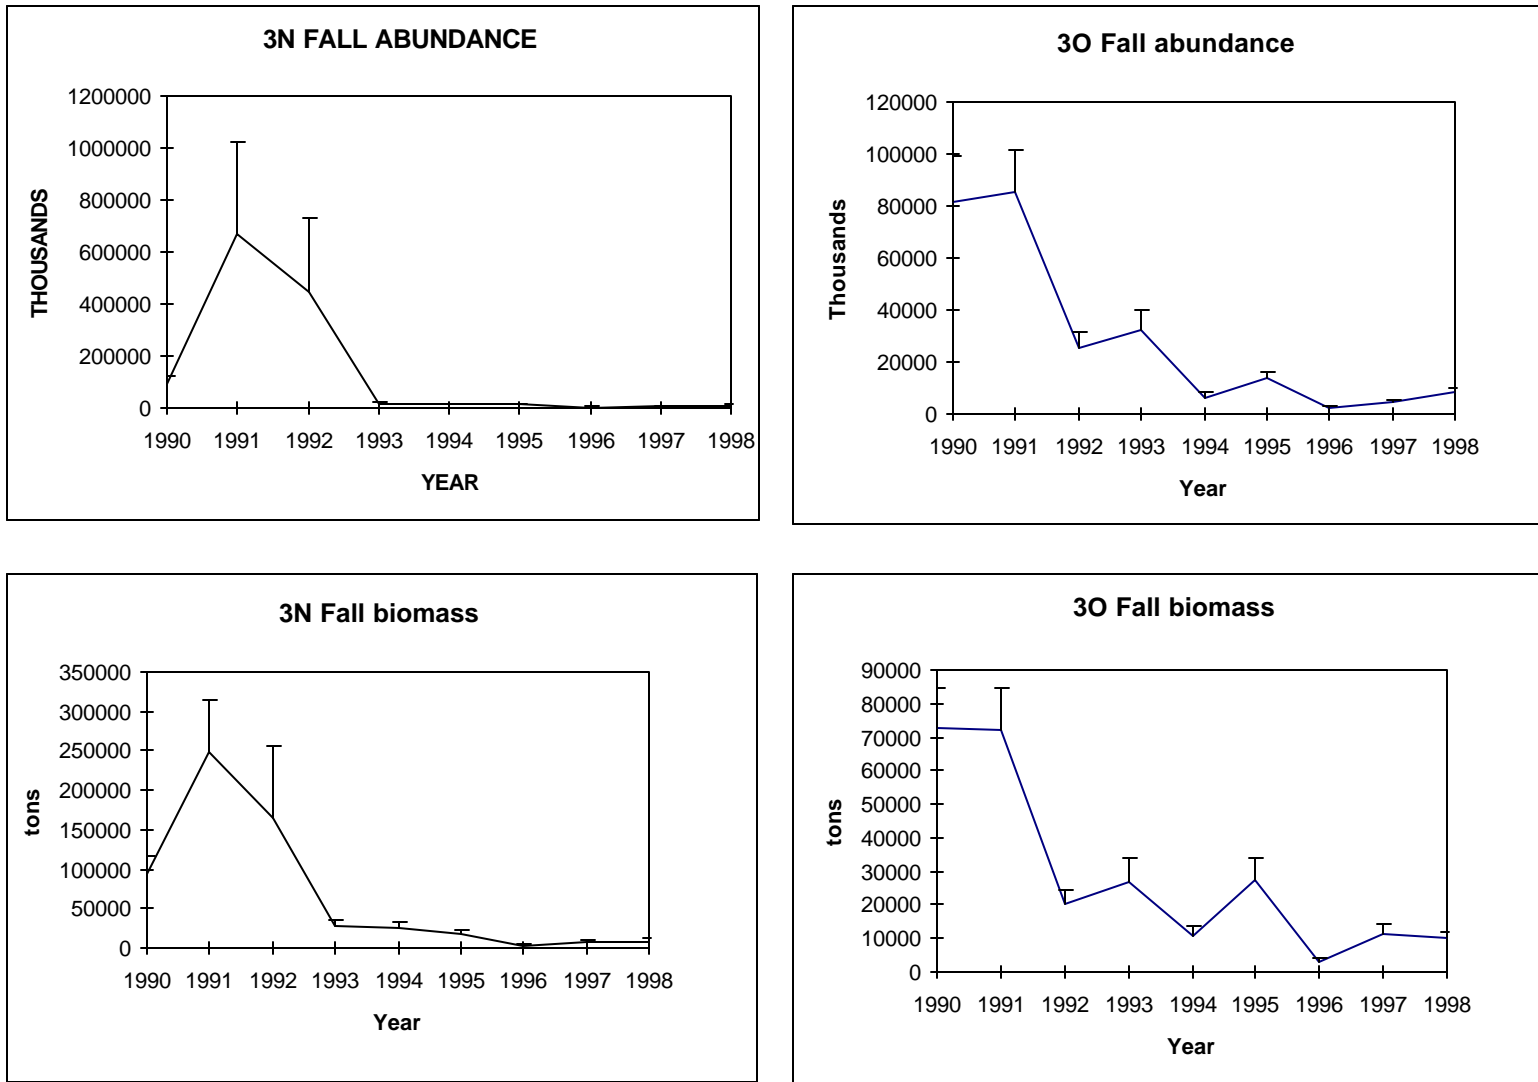 3N FALL ABUNDANCE
THOUSANDS
1200000
1000000
800000
600000
400000
200000
0
1990 1991 1992 1993 1994 1995 1996 1997 1998
YEAR
3O Fall abundance
Thousands
120000
100000
80000
60000
40000
20000
0
1990 1991 1992 1993 1994 1995 1996 1997 1998
Year
3N Fall biomass
tons
350000
300000
250000
200000
150000
100000
50000
0
1990 1991 1992 1993 1994 1995 1996 1997 1998
Year
3O Fall biomass
tons
90000
80000
70000
60000
50000
40000
30000
20000
10000
0
1990 1991 1992 1993 1994 1995 1996 1997 1998
Year